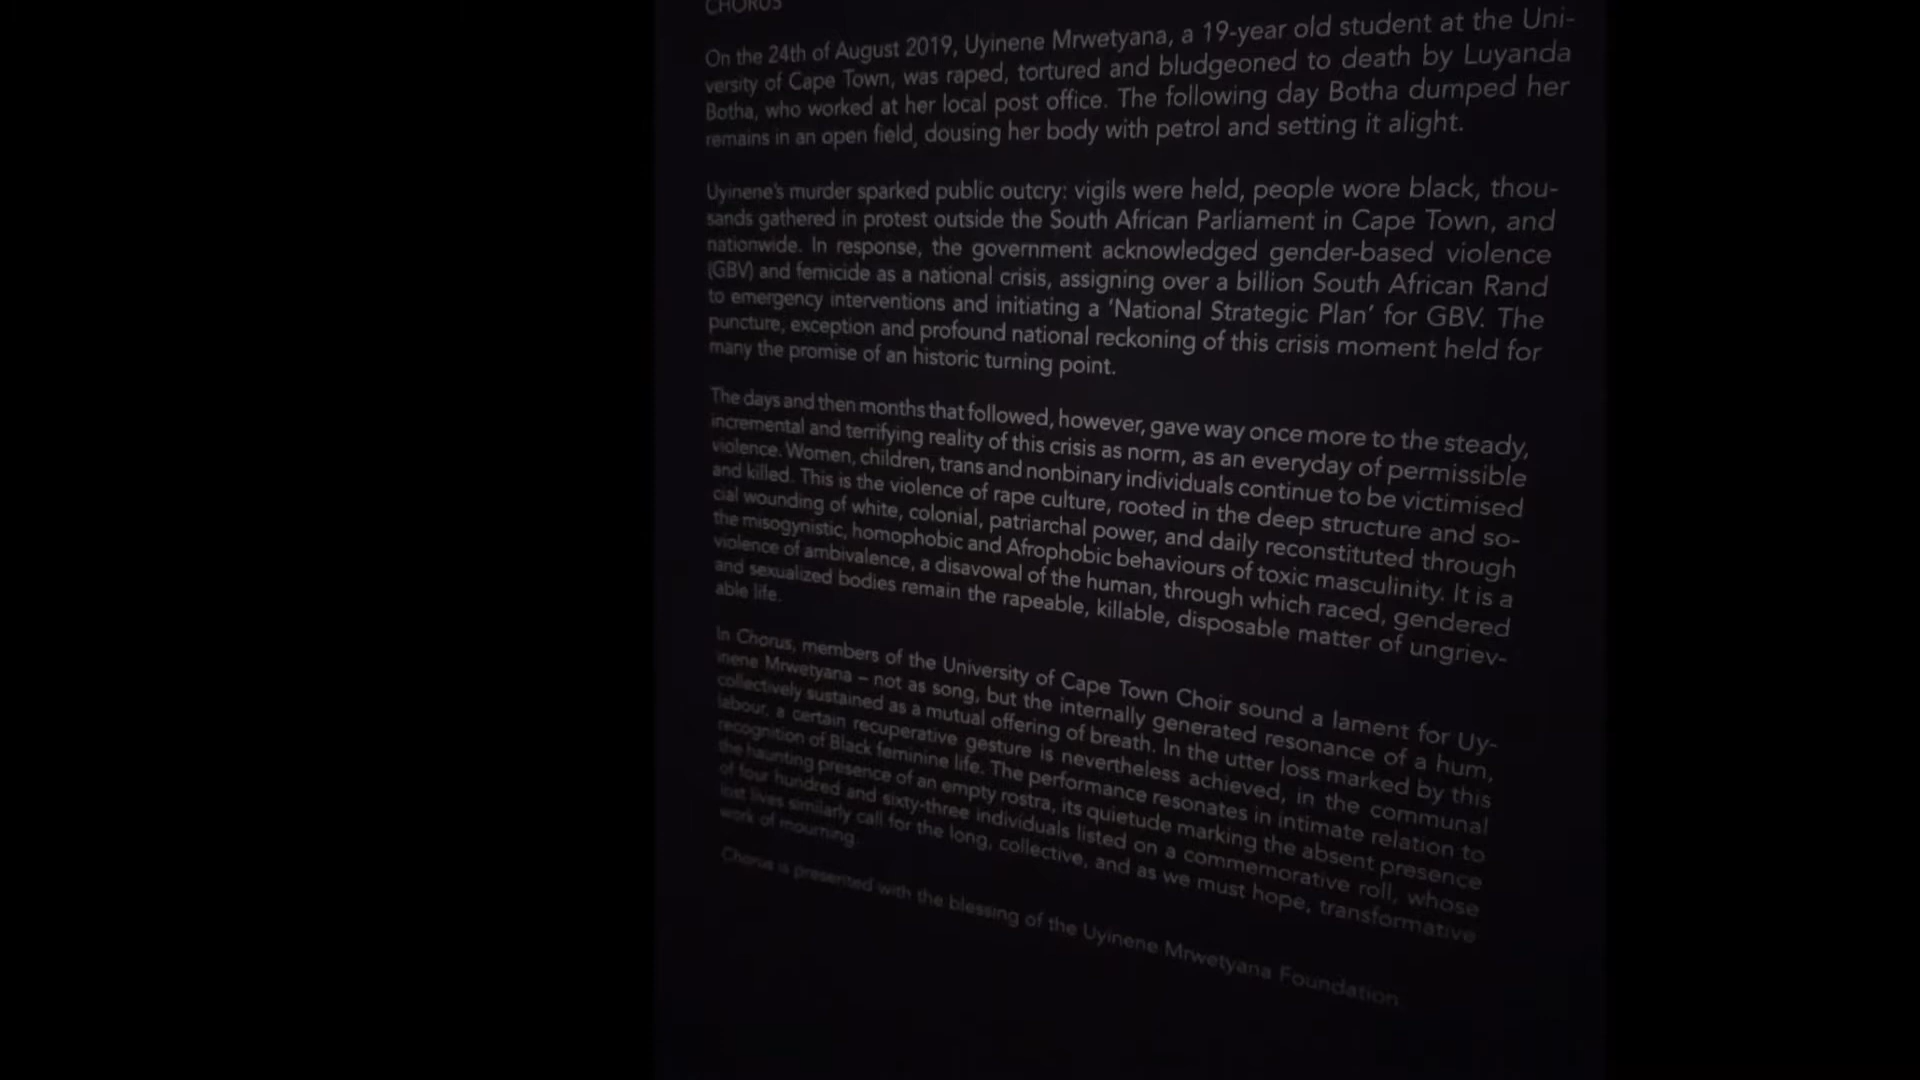 CHORUS
On the 24th of August 2019, Uyinene Mrwetyana, a 19-year old student at the Uni-
versity of Cape Town, was raped, tortured and bludgeoned to death by Luyanda
Botha, who worked at her local post office. The following day Botha dumped her
remains in an open field, dousing her body with petrol and setting it alight.
Uyinene's murder sparked public outcry: vigils were held, people wore black, thou-
sands gathered in protest outside the South African Parliament in Cape Town, and
nationwide. In response, the government acknowledged gender-based violence
(GBV) and femicide as a national crisis, assigning over a billion South African Rand
to emergency interventions and initiating a 'National Strategic Plan' for GBV. The
puncture, exception and profound national reckoning of this crisis moment held for
many the promise of an historic turning point.
The days and then months that followed, however, gave way once more to the steady,
incremental and terrifying reality of this crisis as norm, as an everyday of permissible
violence. Women, children, trans and nonbinary individuals continue to be victimised
and killed. This is the violence of rape culture, rooted in the deep structure and so-
cial wounding of white, colonial, patriarchal power, and daily reconstituted through
the misogynistic, homophobic and Afrophobic behaviours of toxic masculinity. It is a
violence of ambivalence, a disavowal of the human, through which raced, gendered
and sexualized bodies remain the rapeable, killable, disposable matter of ungriev-
able life.
In Chorus, members of the University of Cape Town Choir sound a lament for Uy-
inene Mrwetyana – not as song, but the internally generated resonance of a hum,
collectively sustained as a mutual offering of breath. In the utter loss marked by this
labour, a certain recuperative gesture is nevertheless achieved, in the communal
recognition of Black feminine life. The performance resonates in intimate relation to
the haunting presence of an empty rostra, its quietude marking the absent presence
of four hundred and sixty-three individuals listed on a commemorative roll, whose
lost lives similarly call for the long, collective, and as we must hope, transformative
work of mourning.
Chorus is presented with the blessing of the Uyinene Mrwetyana Foundation